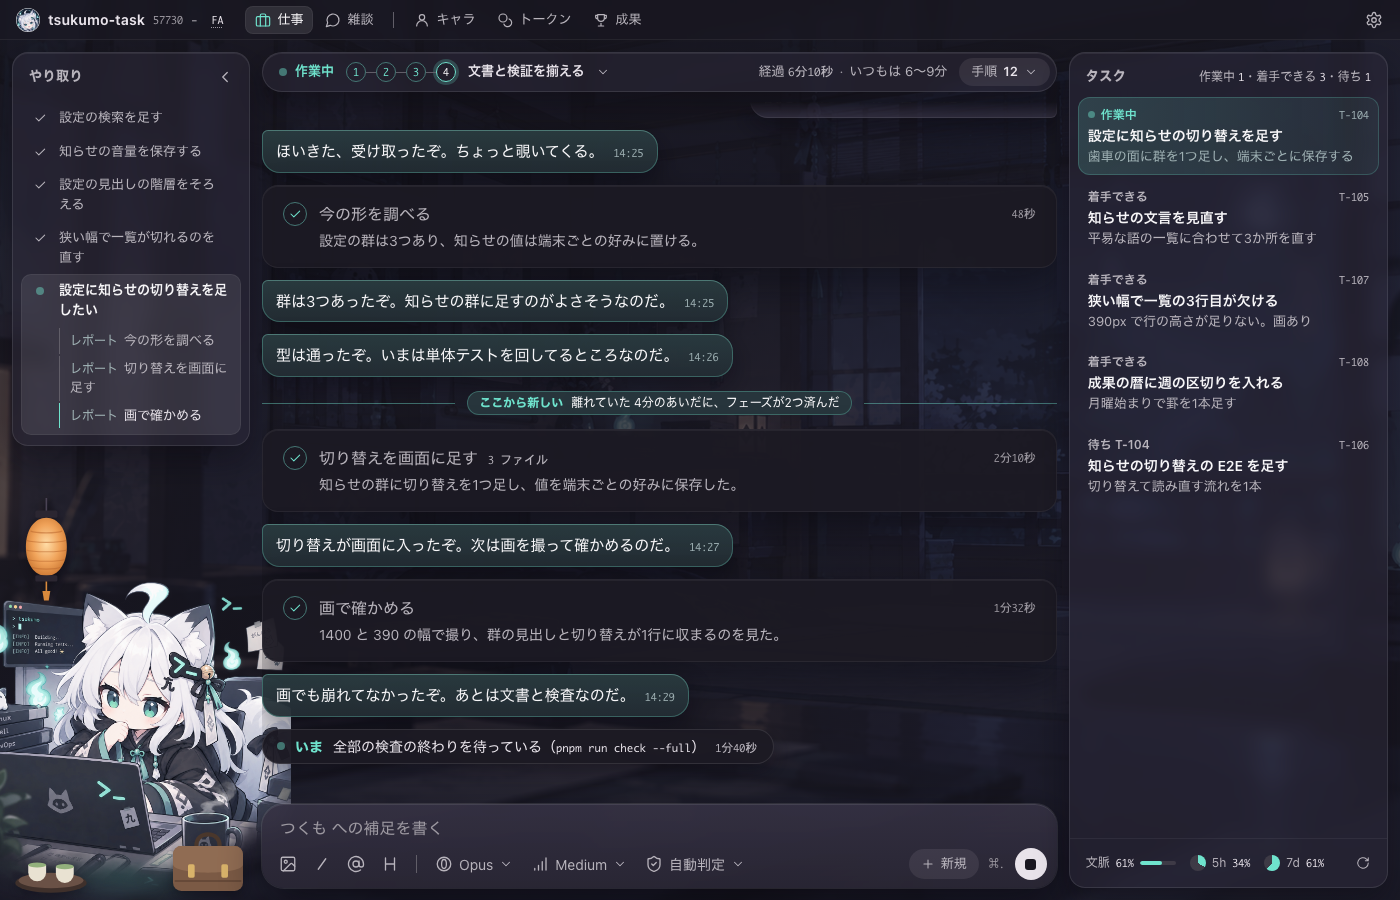 tsukumo-task 57730 – FA 仕事 雑談 キャラ トークン 成果
やり取り
設定の検索を足す
知らせの音量を保存する
設定の見出しの階層をそろ
える
狭い幅で一覧が切れるのを
直す
設定に知らせの切り替えを足
したい
レポート 今の形を調べる
レポート 切り替えを画面に
足す
レポート 画で確かめる
作業中 1 2 3 4 文書と検証を揃える 経過 6分10秒 · いつもは 6〜9分 手順 12
ほいきた、受け取ったぞ。ちょっと覗いてくる。 14:25
今の形を調べる 48秒
設定の群は3つあり、知らせの値は端末ごとの好みに置ける。
群は3つあったぞ。知らせの群に足すのがよさそうなのだ。 14:25
型は通ったぞ。いまは単体テストを回してるところなのだ。 14:26
ここから新しい 離れていた 4分のあいだに、フェーズが2つ済んだ
切り替えを画面に足す 3 ファイル 2分10秒
知らせの群に切り替えを1つ足し、値を端末ごとの好みに保存した。
切り替えが画面に入ったぞ。次は画を撮って確かめるのだ。 14:27
画で確かめる 1分32秒
1400 と 390 の幅で撮り、群の見出しと切り替えが1行に収まるのを見た。
画でも崩れてなかったぞ。あとは文書と検査なのだ。 14:29
いま 全部の検査の終わりを待っている（pnpm run check --full） 1分40秒
つくも への補足を書く
/ @ H Opus Medium 自動判定 + 新規 ⌘.
タスク 作業中 1・着手できる 3・待ち 1
作業中 T-104
設定に知らせの切り替えを足す
歯車の面に群を1つ足し、端末ごとに保存する
着手できる T-105
知らせの文言を見直す
平易な語の一覧に合わせて3か所を直す
着手できる T-107
狭い幅で一覧の3行目が欠ける
390px で行の高さが足りない。画あり
着手できる T-108
成果の暦に週の区切りを入れる
月曜始まりで罫を1本足す
待ち T-104 T-106
知らせの切り替えの E2E を足す
切り替えて読み直す流れを1本
文脈 61% 5h 34% 7d 61%
九